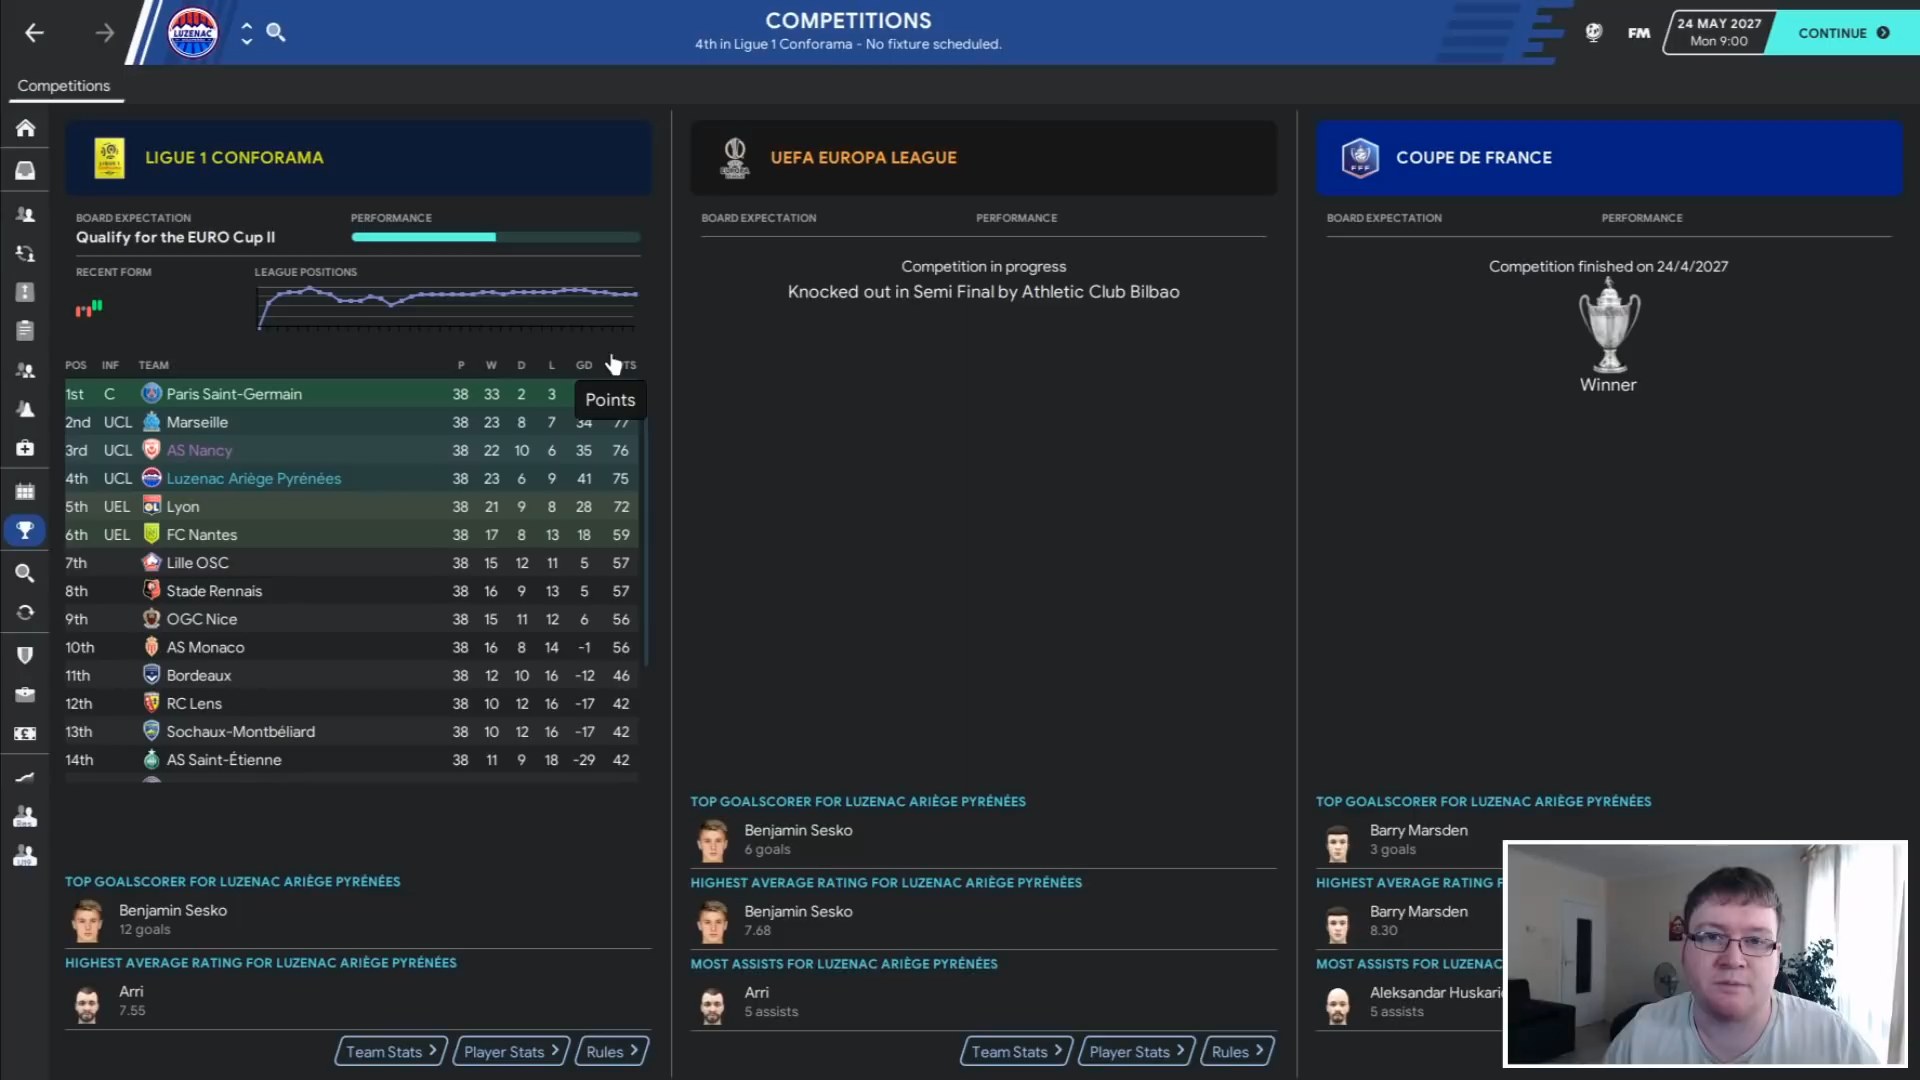 COMPETITIONS
4th in Ligue 1 Conforama - No fixture scheduled.
LUZENAC
FM
24 MAY 2027
Mon 9:00
CONTINUE
Competitions
LIGUE 1 CONFORAMA
BOARD EXPECTATION PERFORMANCE
Qualify for the EURO Cup II
RECENT FORM LEAGUE POSITIONS
POS INF TEAM P W D L GD TS
1st C Paris Saint-Germain 38 33 2 3
Points
2nd UCL Marseille 38 23 8 7 34 77
3rd UCL AS Nancy 38 22 10 6 35 76
4th UCL Luzenac Ariège Pyrénées 38 23 6 9 41 75
5th UEL Lyon 38 21 9 8 28 72
6th UEL FC Nantes 38 17 8 13 18 59
7th Lille OSC 38 15 12 11 5 57
8th Stade Rennais 38 16 9 13 5 57
9th OGC Nice 38 15 11 12 6 56
10th AS Monaco 38 16 8 14 -1 56
11th Bordeaux 38 12 10 16 -12 46
12th RC Lens 38 10 12 16 -17 42
13th Sochaux-Montbéliard 38 10 12 16 -17 42
14th AS Saint-Étienne 38 11 9 18 -29 42
TOP GOALSCORER FOR LUZENAC ARIÈGE PYRÉNÉES
Benjamin Sesko
12 goals
HIGHEST AVERAGE RATING FOR LUZENAC ARIÈGE PYRÉNÉES
Arri
7.55
Team Stats Player Stats Rules
UEFA EUROPA LEAGUE
BOARD EXPECTATION PERFORMANCE
Competition in progress
Knocked out in Semi Final by Athletic Club Bilbao
TOP GOALSCORER FOR LUZENAC ARIÈGE PYRÉNÉES
Benjamin Sesko
6 goals
HIGHEST AVERAGE RATING FOR LUZENAC ARIÈGE PYRÉNÉES
Benjamin Sesko
7.68
MOST ASSISTS FOR LUZENAC ARIÈGE PYRÉNÉES
Arri
5 assists
Team Stats Player Stats Rules
FFF
COUPE DE FRANCE
BOARD EXPECTATION PERFORMANCE
Competition finished on 24/4/2027
Winner
TOP GOALSCORER FOR LUZENAC ARIÈGE PYRÉNÉES
Barry Marsden
3 goals
HIGHEST AVERAGE RATING F
Barry Marsden
8.30
MOST ASSISTS FOR LUZENAC
Aleksandar Huskari
5 assists